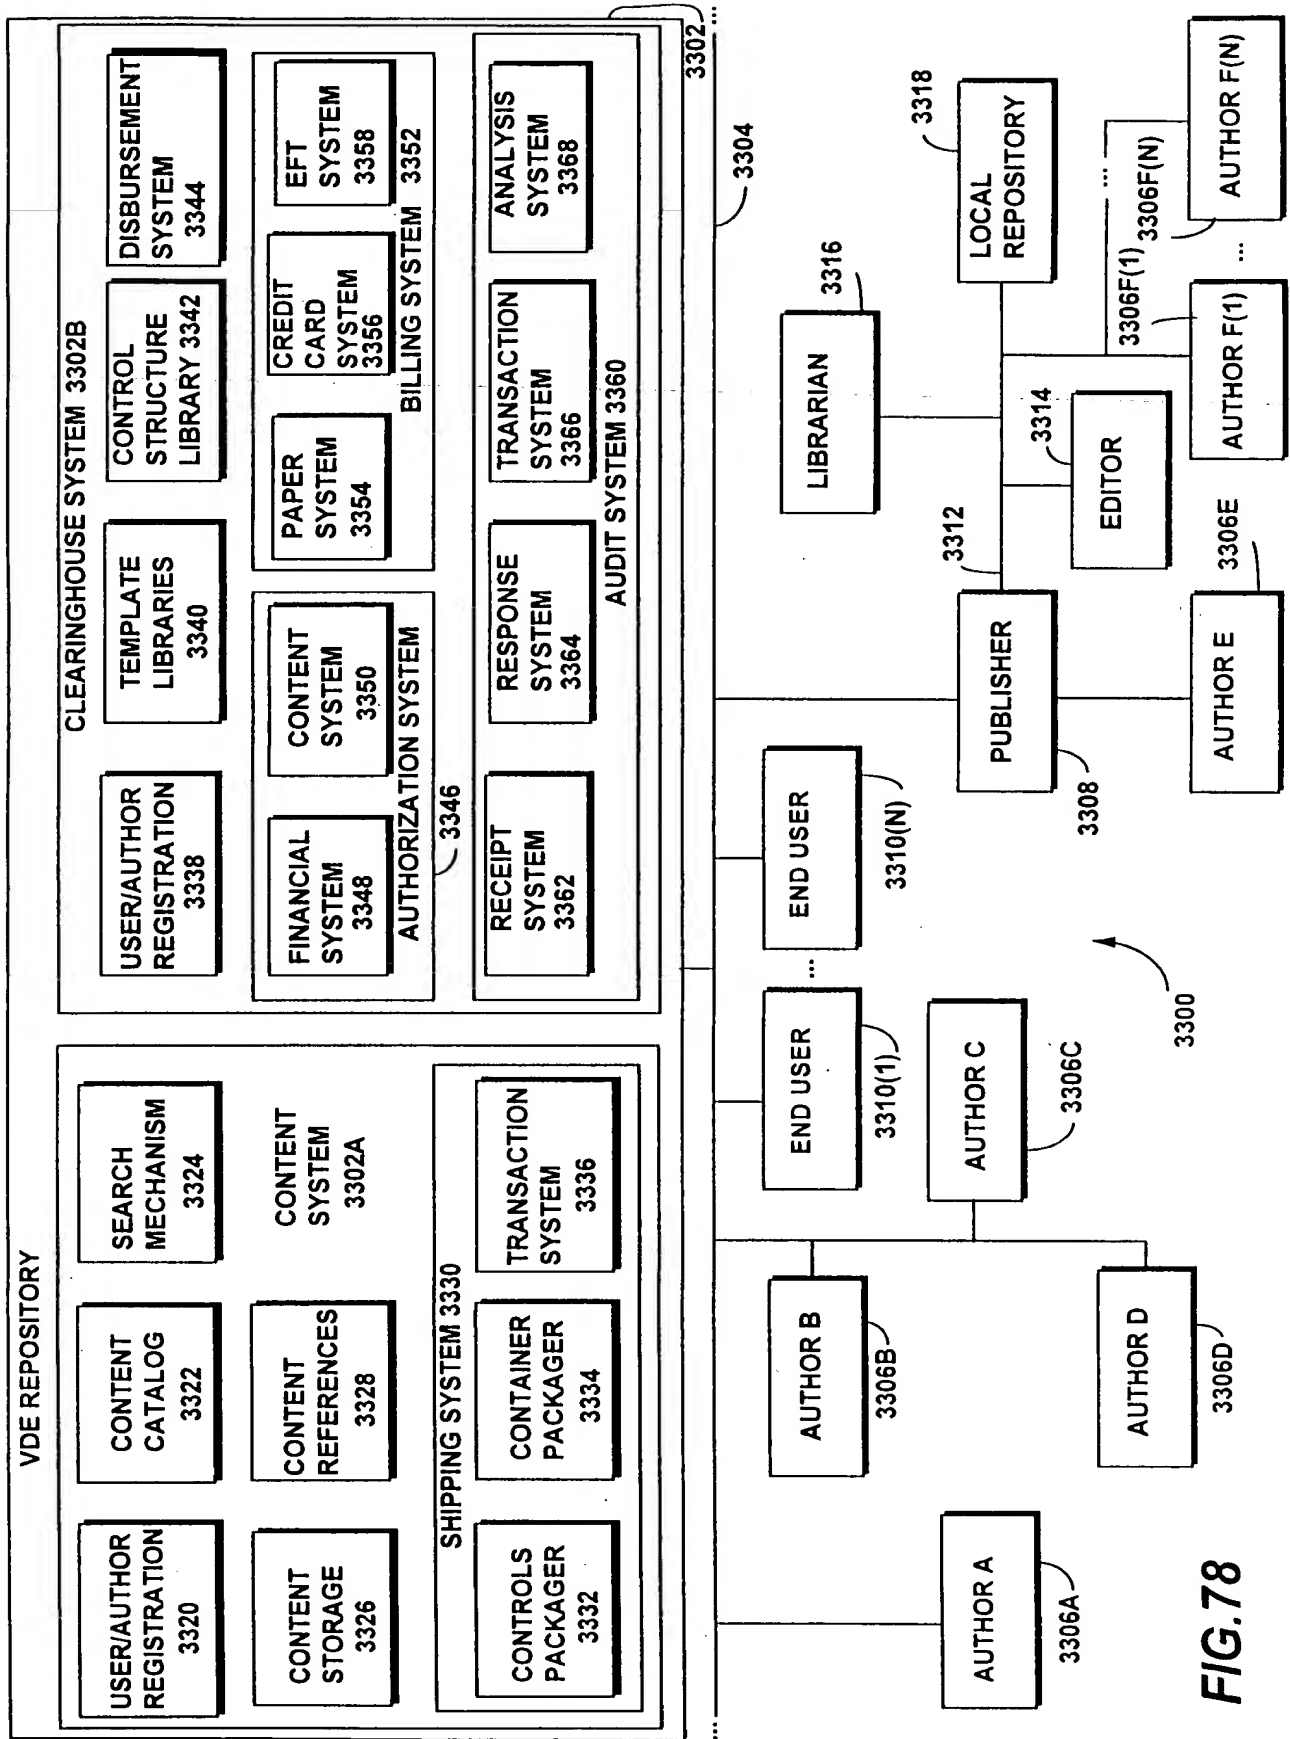 VDE REPOSITORY
USER/AUTHOR
REGISTRATION
3320
CONTENT
CATALOG
3322
SEARCH
MECHANISM
3324
CONTENT
STORAGE
3326
CONTENT
REFERENCES
3328
CONTENT
SYSTEM
3302A
SHIPPING SYSTEM 3330
CONTROLS
PACKAGER
3332
CONTAINER
PACKAGER
3334
TRANSACTION
SYSTEM
3336
CLEARINGHOUSE SYSTEM 3302B
USER/AUTHOR
REGISTRATION
3338
TEMPLATE
LIBRARIES
3340
CONTROL
STRUCTURE
LIBRARY 3342
DISBURSEMENT
SYSTEM
3344
FINANCIAL
SYSTEM
3348
CONTENT
SYSTEM
3350
AUTHORIZATION SYSTEM
3346
PAPER
SYSTEM
3354
CREDIT
CARD
SYSTEM
3356
EFT
SYSTEM
3358
BILLING SYSTEM 3352
RECEIPT
SYSTEM
3362
RESPONSE
SYSTEM
3364
TRANSACTION
SYSTEM
3366
ANALYSIS
SYSTEM
3368
AUDIT SYSTEM 3360
3302
...
...
3304
AUTHOR A
3306A
AUTHOR B
3306B
AUTHOR C
3306C
AUTHOR D
3306D
END USER
3310(1)
...
END USER
3310(N)
3300
PUBLISHER
3308
AUTHOR E
3306E
3312
EDITOR
3314
LIBRARIAN
3316
LOCAL
REPOSITORY
3318
AUTHOR F(1)
3306F(1)
...
...
AUTHOR F(N)
3306F(N)
FIG.78